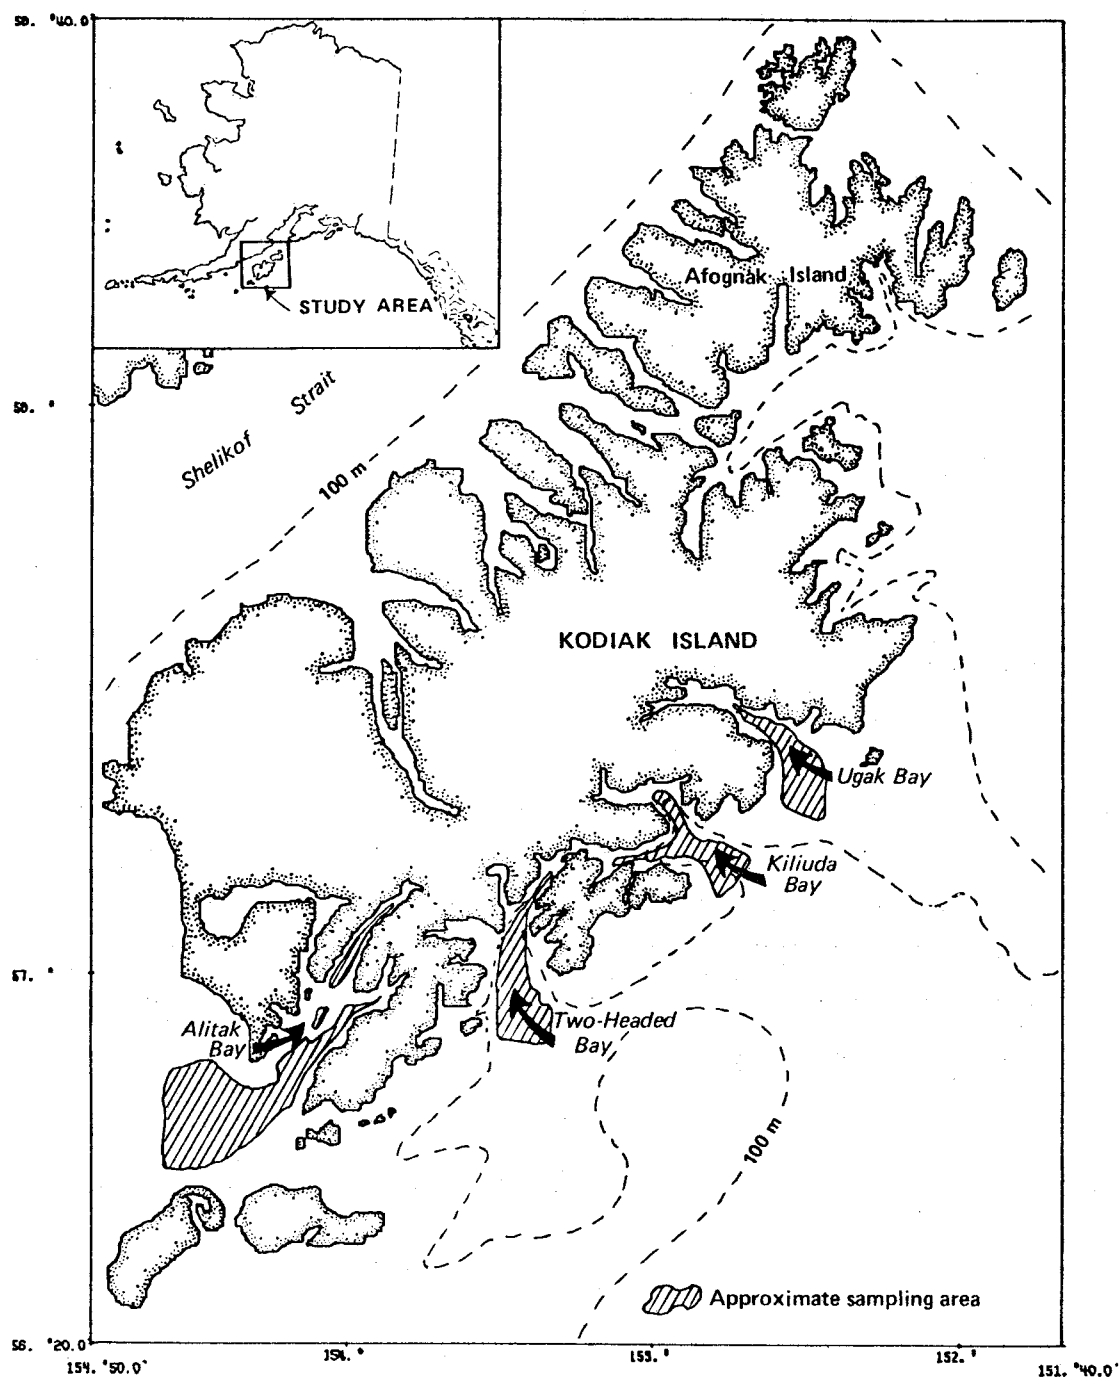 58. °40.0'
STUDY AREA
Afognak Island
58. °
Shelikof Strait
100 m
KODIAK ISLAND
Ugak Bay
Kiliuda
Bay
57. °
Alitak
Bay
Two-Headed
Bay
100 m
Approximate sampling area
56. °20.0'
154. °50.0'
154. °
153. °
152. °
151. °40.0'